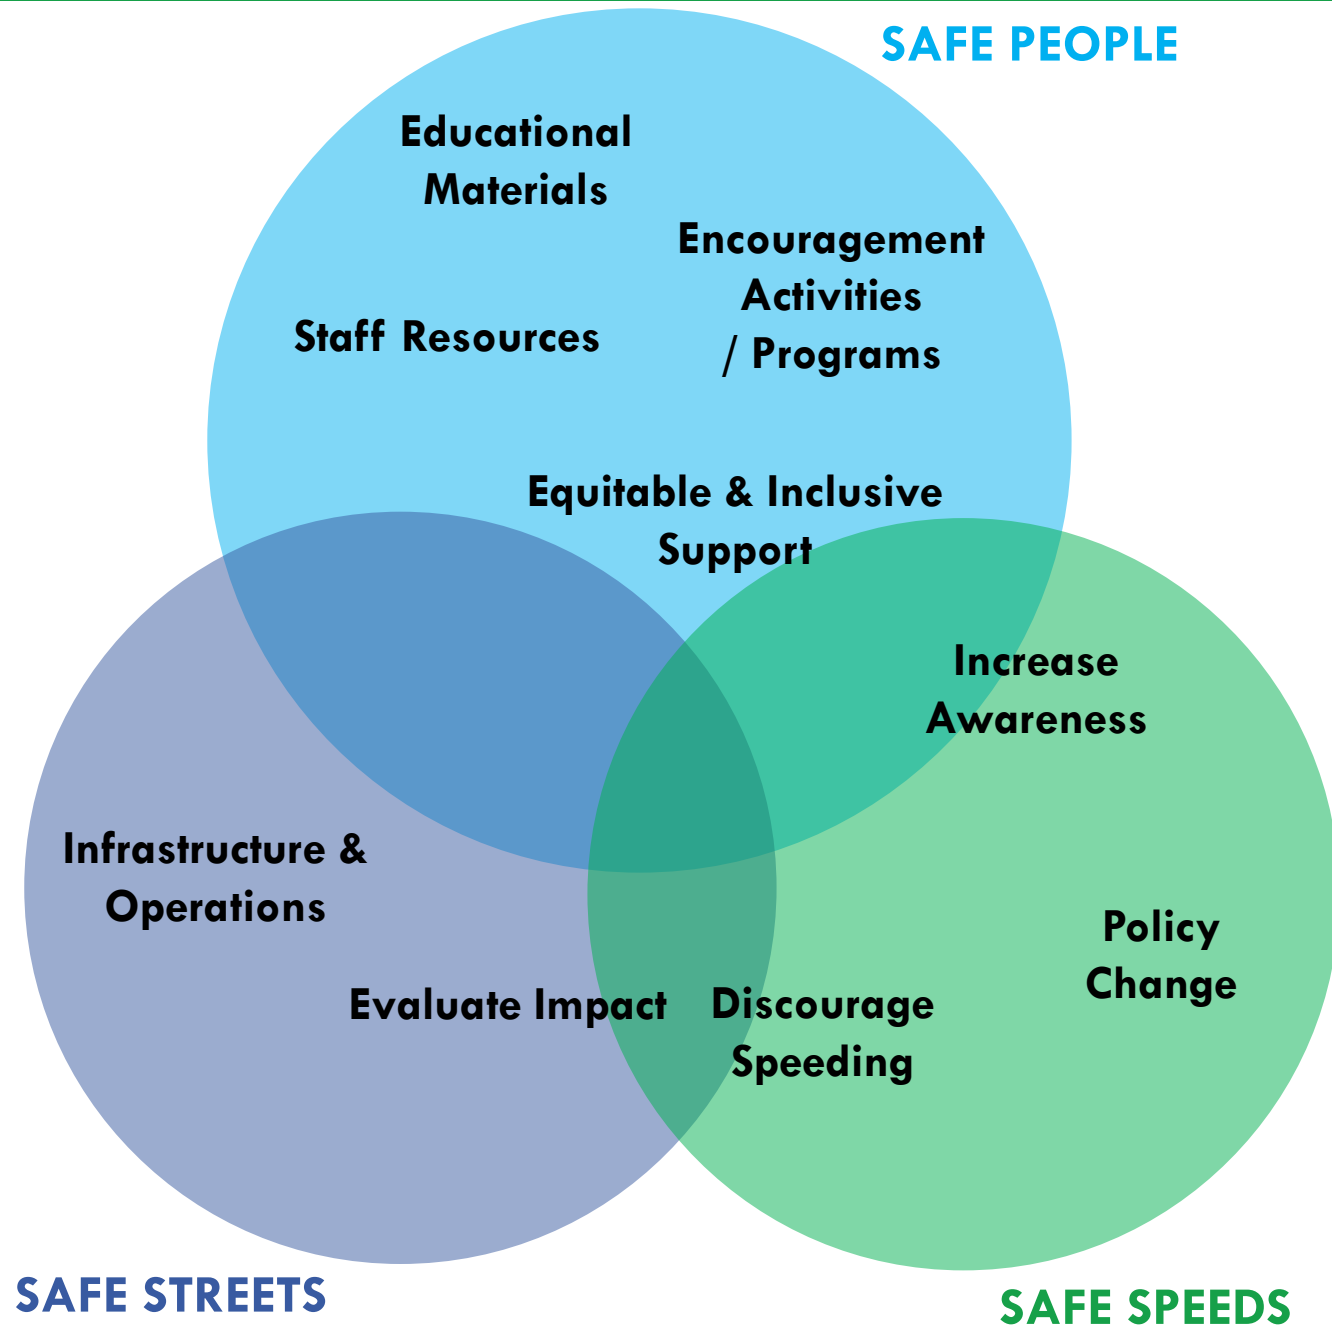 SAFE PEOPLE
Educational
Materials
Encouragement
Activities
/ Programs
Staff Resources
Equitable & Inclusive
Support
Increase
Awareness
Infrastructure &
Operations
Policy
Change
Evaluate Impact
Discourage
Speeding
SAFE STREETS
SAFE SPEEDS